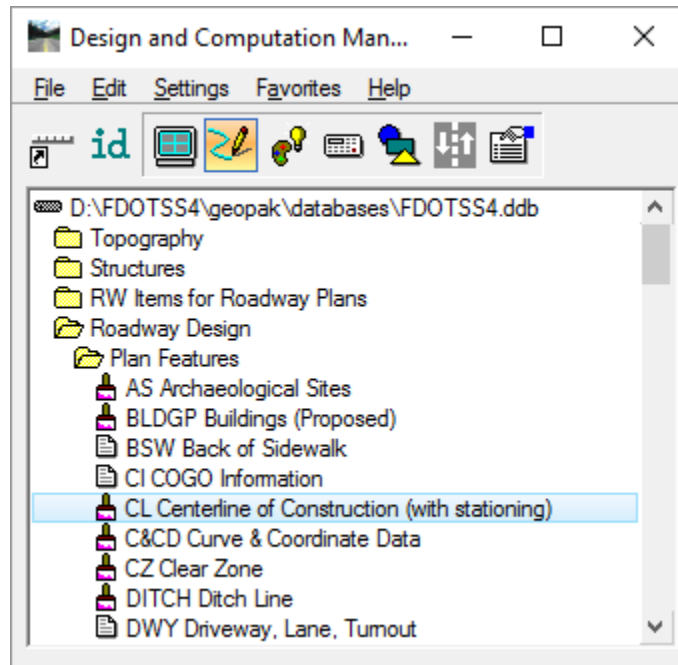 Design and Computation Man...
File Edit Settings Favorites Help
id
D:\FDOTSS4\geopak\databases\FDOTSS4.ddb
Topography
Structures
RW Items for Roadway Plans
Roadway Design
Plan Features
AS Archaeological Sites
BLDGP Buildings (Proposed)
BSW Back of Sidewalk
CI COGO Information
CL Centerline of Construction (with stationing)
C&CD Curve & Coordinate Data
CZ Clear Zone
DITCH Ditch Line
DWY Driveway, Lane, Turnout